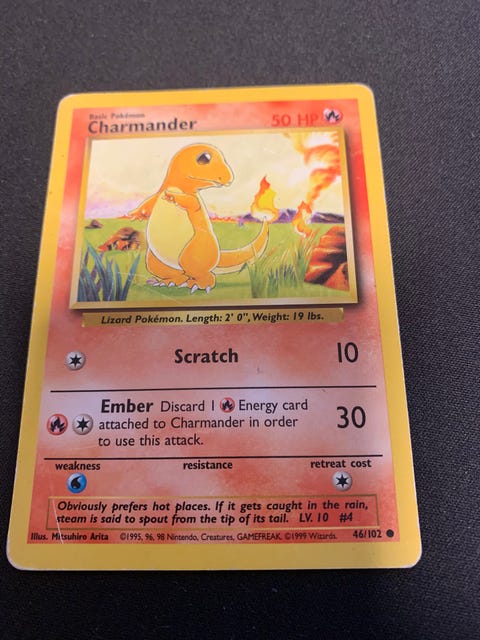 Basic Pokémon
Charmander 50 HP
Lizard Pokémon. Length: 2' 0", Weight: 19 lbs.
Scratch 10
Ember Discard 1 Energy card 30
attached to Charmander in order
to use this attack.
weakness resistance retreat cost
Obviously prefers hot places. If it gets caught in the rain,
steam is said to spout from the tip of its tail. LV. 10 #4
Illus. Mitsuhiro Arita ©1995, 96, 98 Nintendo, Creatures, GAMEFREAK. ©1999 Wizards. 46/102